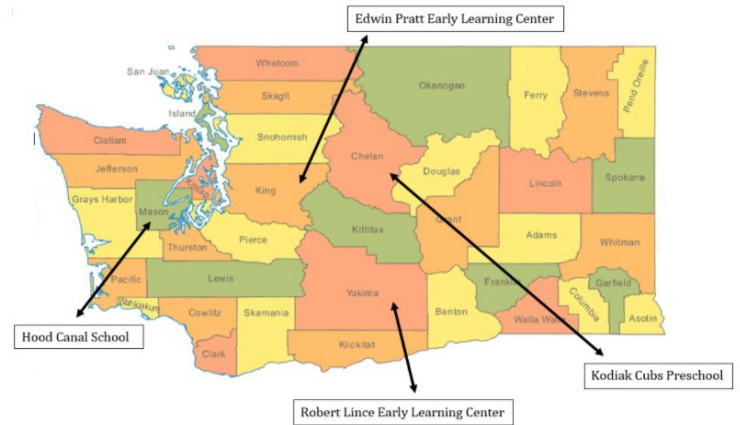 Edwin Pratt Early Learning Center
Whatcom
San Juan
Okanogan
Pend Oreille
Ferry
Stevens
Skagit
Island
Snohomish
Clallam
Chelan
Douglas
Jefferson
Lincoln
Spokane
King
Grays Harbor
Mason
Grant
Kittitas
Adams
Pierce
Whitman
Thurston
Pacific
Lewis
Franklin
Garfield
Yakima
Columbia
Wahkiakum
Cowlitz
Skamania
Benton
Walla Walla
Asotin
Hood Canal School
Klickitat
Clark
Kodiak Cubs Preschool
Robert Lince Early Learning Center